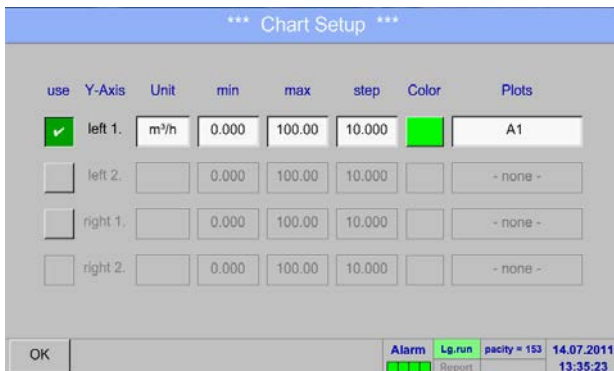 *** Chart Setup ***
use Y-Axis Unit min max step Color Plots
left 1. m³/h 0.000 100.00 10.000 A1
left 2. 0.000 100.00 10.000 - none -
right 1. 0.000 100.00 10.000 - none -
right 2. 0.000 100.00 10.000 - none -
OK Alarm Lg.run pacity = 153 14.07.2011
Report 13:35:23